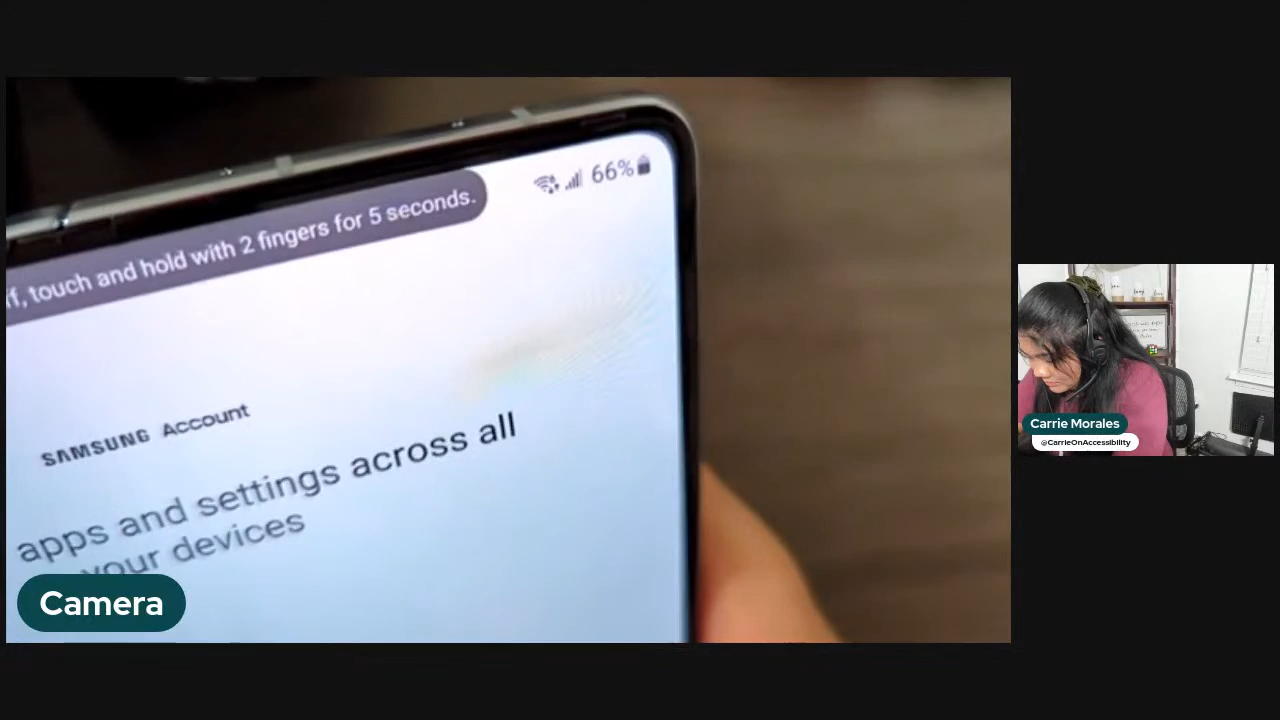 66%
ff, touch and hold with 2 fingers for 5 seconds.
SAMSUNG Account
apps and settings across all
your devices
Camera
Carrie Morales
@CarrieOnAccessibility